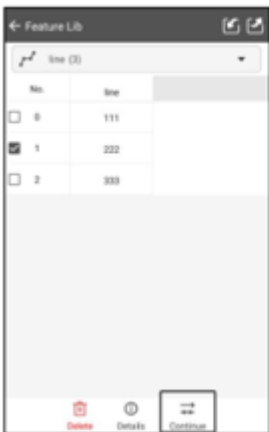 Feature Lib
line (3)
No. line
0 111
1 222
2 333
Delete Details Continue